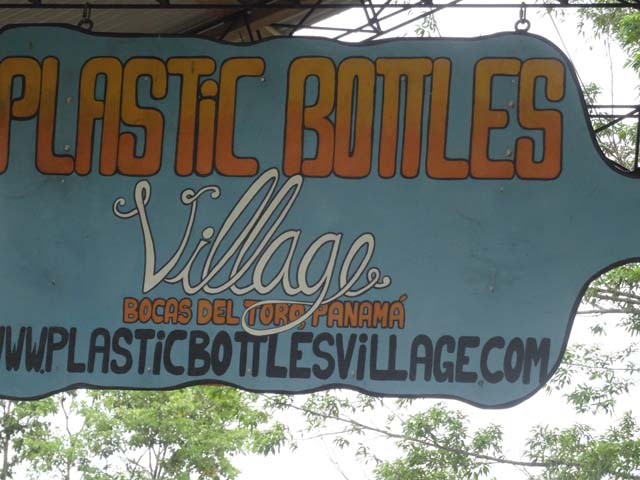 PLASTiC BOTTLES
Village
BOCAS DEL TORO, PANAMÁ
WWW.PLASTiCBOTTLESViLLAGE.COM